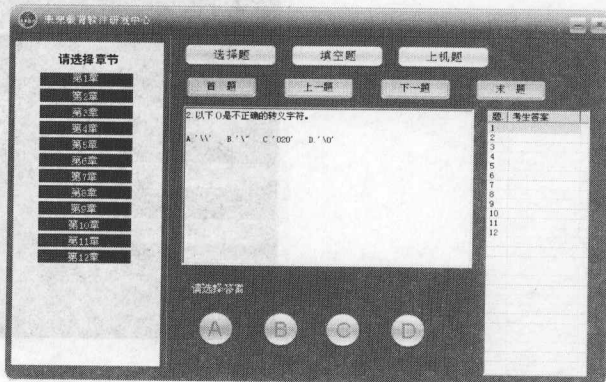 未来教育软件研发中心
请选择章节
第1章
第2章
第3章
第4章
第5章
第6章
第7章
第8章
第9章
第10章
第11章
第12章
选择题 填空题 上机题
首 题 上一题 下一题 末 题
2.以下()是不正确的转义字符。
A.'\\' B.'\" C.'020' D.'\0'
请选择答案
A B C D
题 考生答案
1
2
3
4
5
6
7
8
9
10
11
12